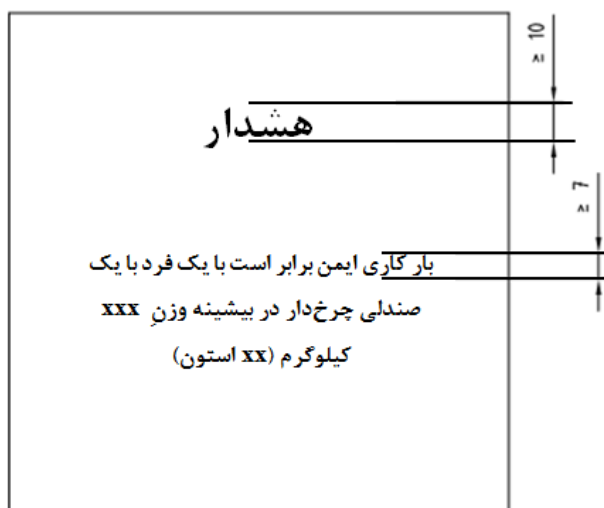 هشدار
≥ 10
≥ 7
بار کاری ایمن برابر است با یک فرد با یک
صندلی چرخ‌دار در بیشینه وزنِ xxx
کیلوگرم (xx استون)